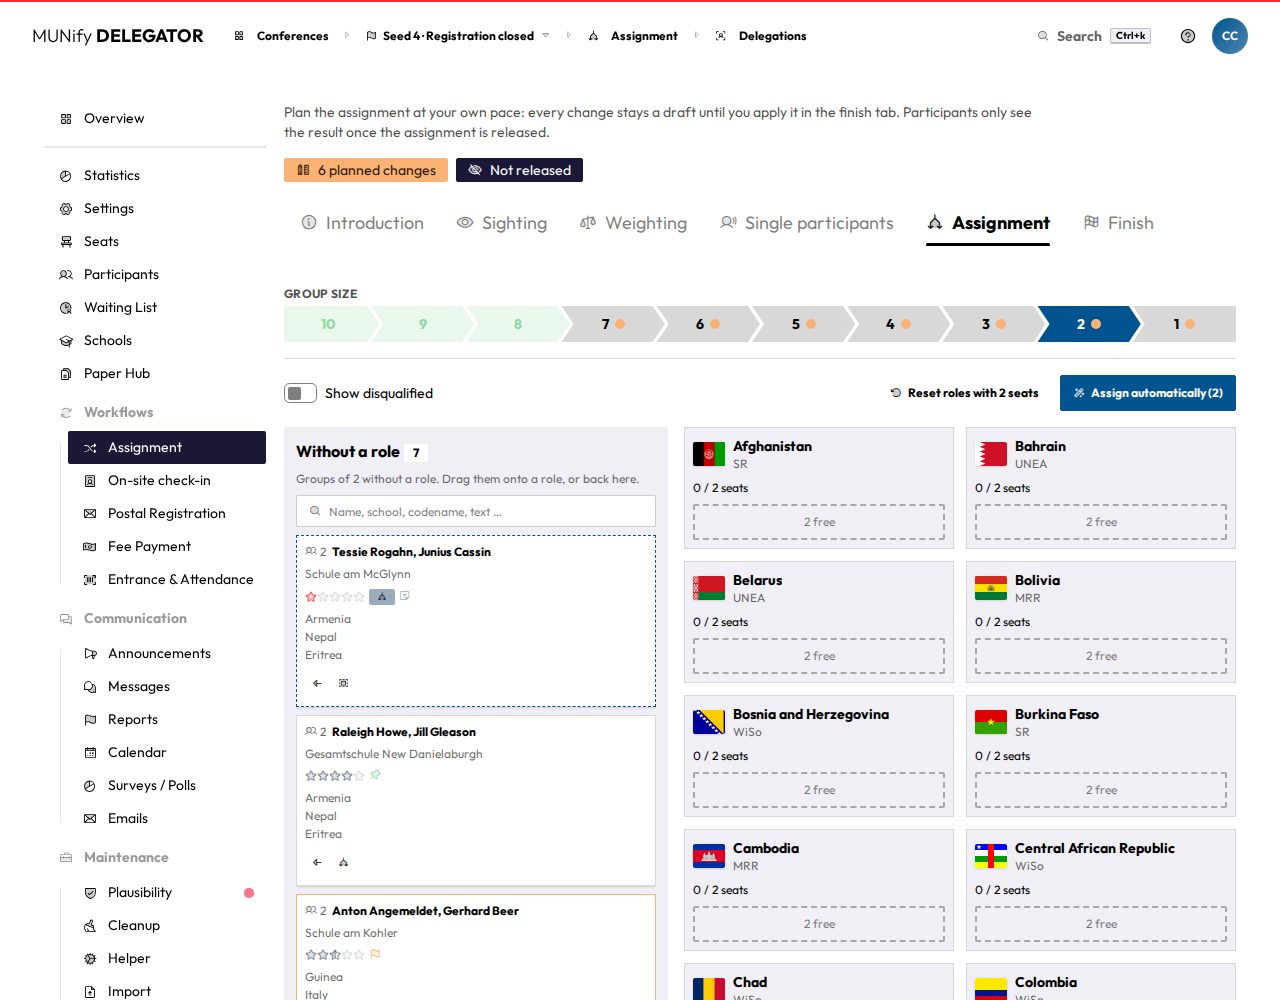 MUNify DELEGATOR
Conferences
Seed 4 · Registration closed
Assignment
Delegations
Search Ctrl+k
CC
Overview
Statistics
Settings
Seats
Participants
Waiting List
Schools
Paper Hub
Workflows
Assignment
On-site check-in
Postal Registration
Fee Payment
Entrance & Attendance
Communication
Announcements
Messages
Reports
Calendar
Surveys / Polls
Emails
Maintenance
Plausibility
Cleanup
Helper
Import
Plan the assignment at your own pace: every change stays a draft until you apply it in the finish tab. Participants only see
the result once the assignment is released.
6 planned changes
Not released
Introduction
Sighting
Weighting
Single participants
Assignment
Finish
GROUP SIZE
10 9 8 7 6 5 4 3 2 1
Show disqualified
Reset roles with 2 seats
Assign automatically (2)
Without a role 7
Groups of 2 without a role. Drag them onto a role, or back here.
Name, school, codename, text ...
2 Tessie Rogahn, Junius Cassin
Schule am McGlynn
Armenia
Nepal
Eritrea
2 Raleigh Howe, Jill Gleason
Gesamtschule New Danielaburgh
Armenia
Nepal
Eritrea
2 Anton Angemeldet, Gerhard Beer
Schule am Kohler
Guinea
Italy
Afghanistan
SR
0 / 2 seats
2 free
Bahrain
UNEA
0 / 2 seats
2 free
Belarus
UNEA
0 / 2 seats
2 free
Bolivia
MRR
0 / 2 seats
2 free
Bosnia and Herzegovina
WiSo
0 / 2 seats
2 free
Burkina Faso
SR
0 / 2 seats
2 free
Cambodia
MRR
0 / 2 seats
2 free
Central African Republic
WiSo
0 / 2 seats
2 free
Chad
WiSo
Colombia
WiSo